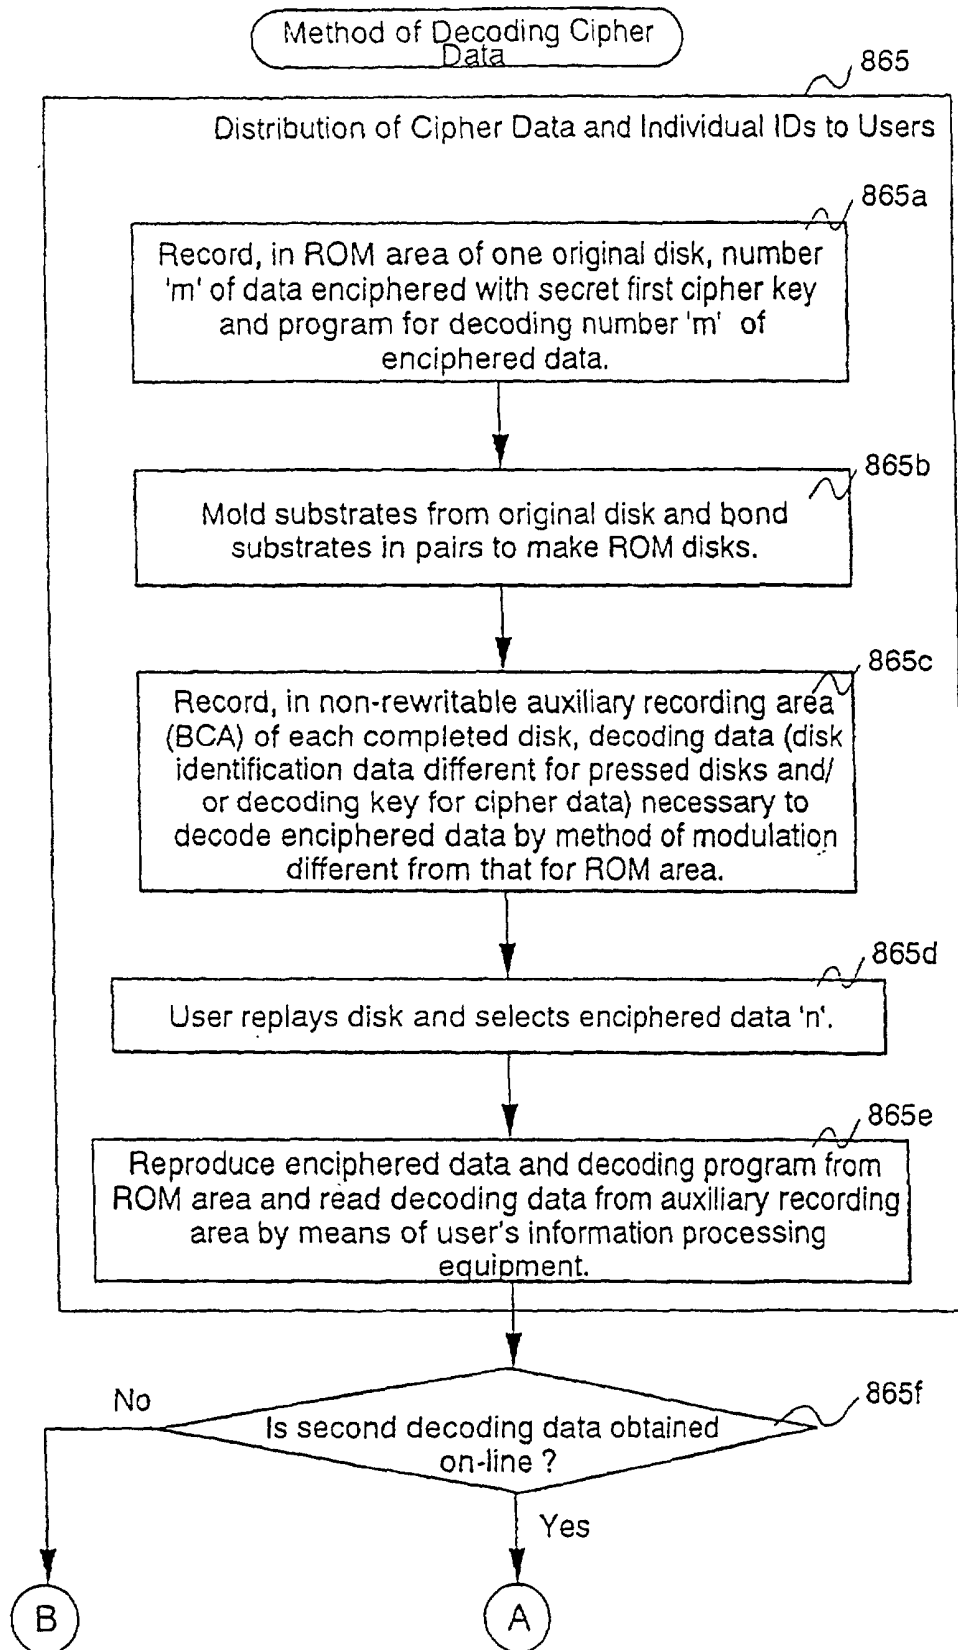 Method of Decoding Cipher
Data
865
Distribution of Cipher Data and Individual IDs to Users
865a
Record, in ROM area of one original disk, number
'm' of data enciphered with secret first cipher key
and program for decoding number 'm' of
enciphered data.
865b
Mold substrates from original disk and bond
substrates in pairs to make ROM disks.
865c
Record, in non-rewritable auxiliary recording area
(BCA) of each completed disk, decoding data (disk
identification data different for pressed disks and/
or decoding key for cipher data) necessary to
decode enciphered data by method of modulation
different from that for ROM area.
865d
User replays disk and selects enciphered data 'n'.
865e
Reproduce enciphered data and decoding program from
ROM area and read decoding data from auxiliary recording
area by means of user's information processing
equipment.
865f
No
Is second decoding data obtained
on-line ?
Yes
B
A